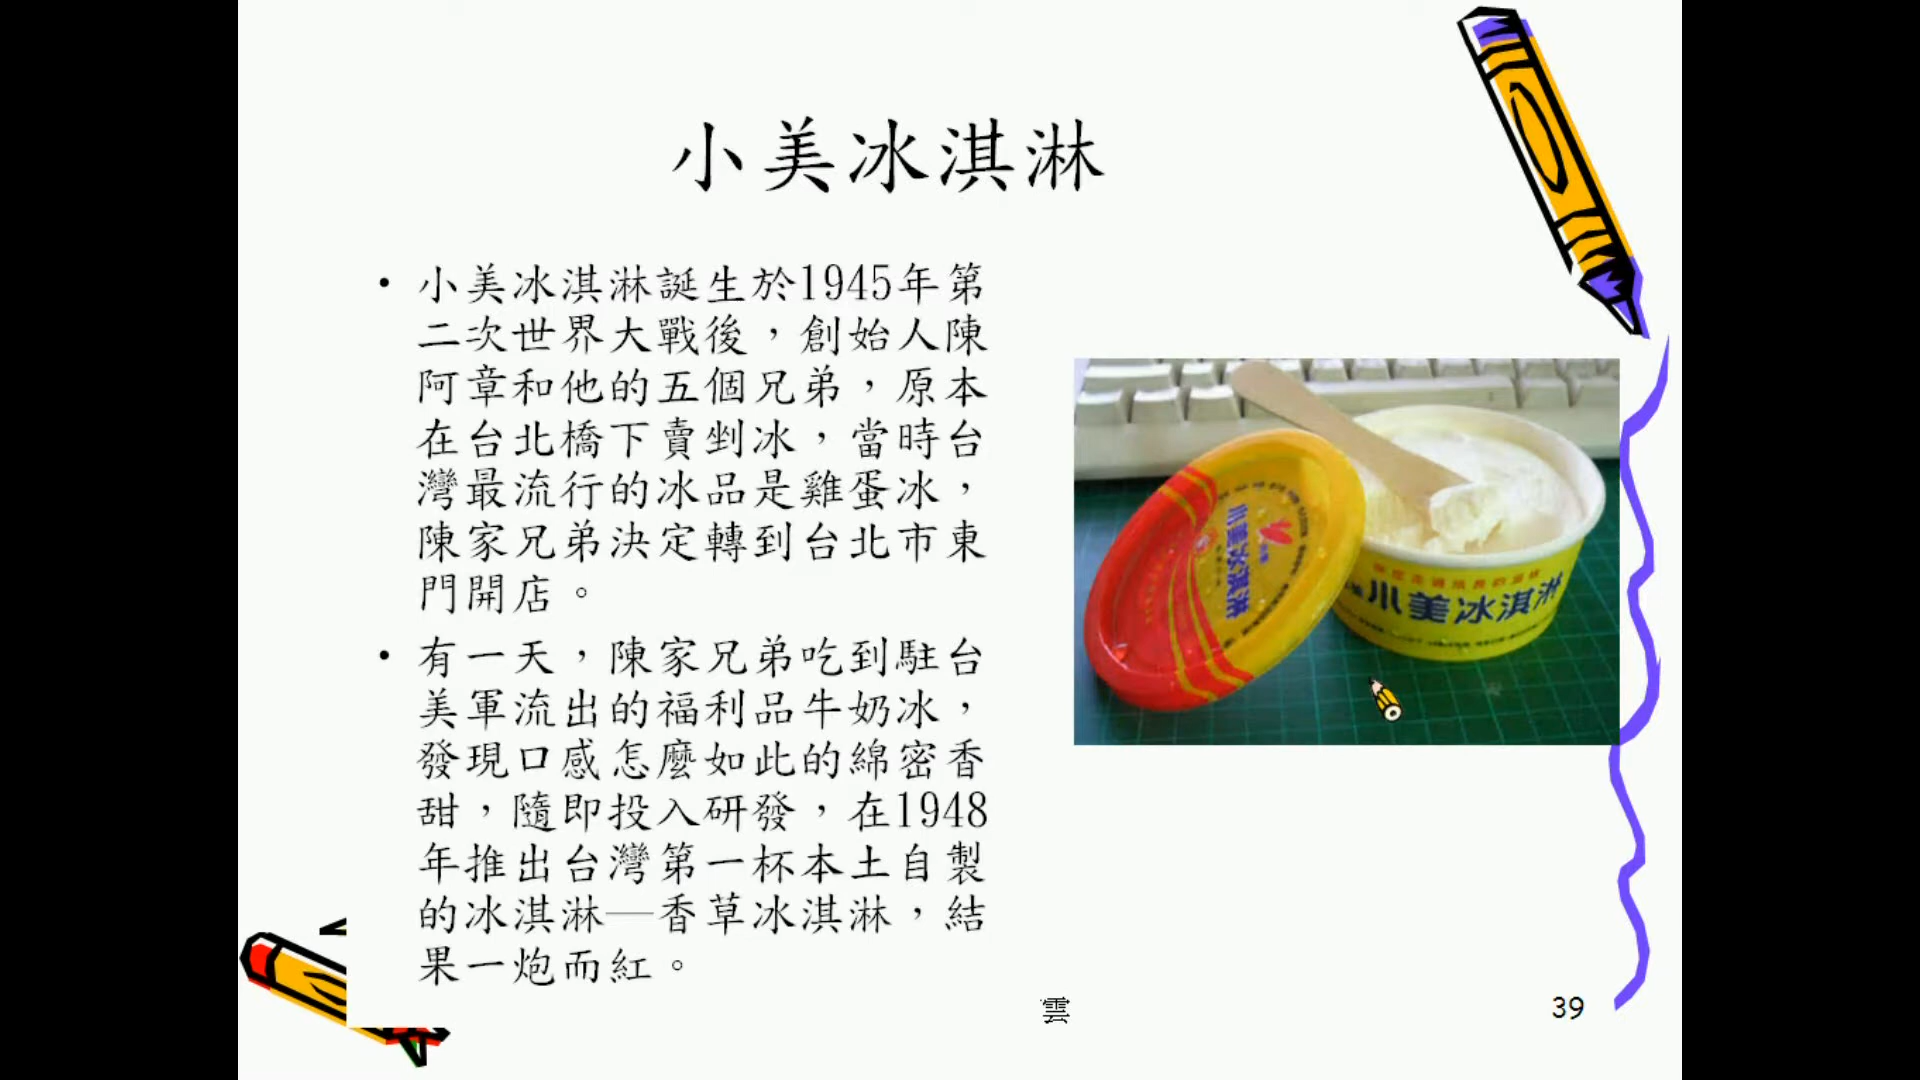 小美冰淇淋
• 小美冰淇淋誕生於1945年第
二次世界大戰後，創始人陳
阿章和他的五個兄弟，原本
在台北橋下賣剉冰，當時台
灣最流行的冰品是雞蛋冰，
陳家兄弟決定轉到台北市東
門開店。
• 有一天，陳家兄弟吃到駐台
美軍流出的福利品牛奶冰，
發現口感怎麼如此的綿密香
甜，隨即投入研發，在1948
年推出台灣第一杯本土自製
的冰淇淋—香草冰淇淋，結
果一炮而紅。
小美冰淇淋
小美冰淇淋
雲
39